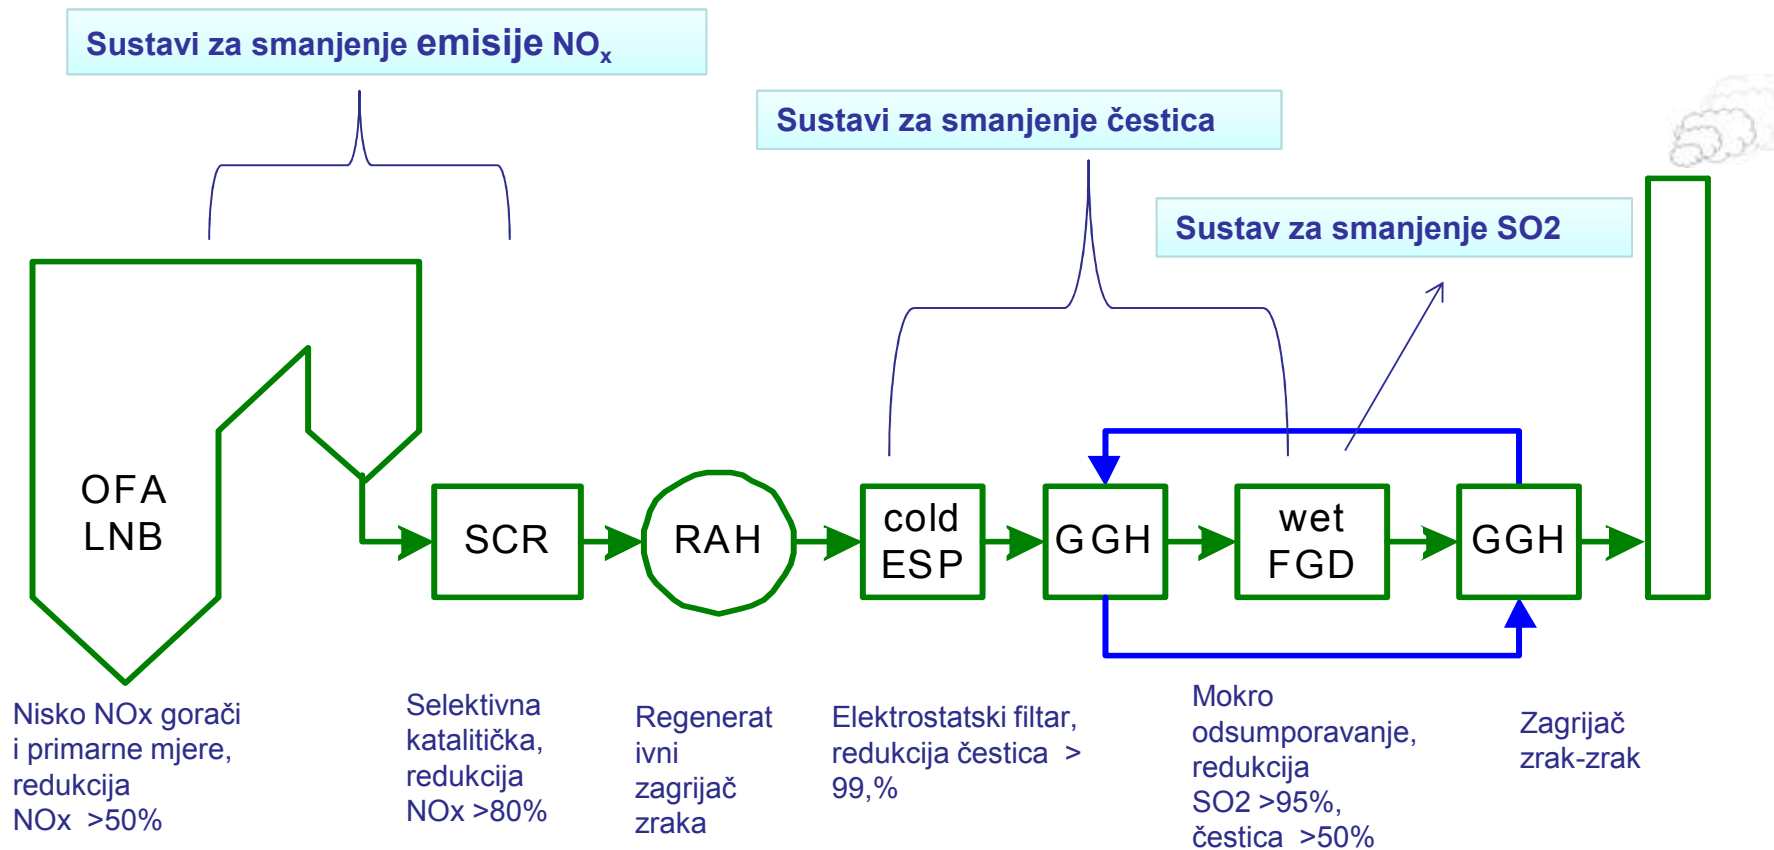 Sustavi za smanjenje emisije NOx
Sustavi za smanjenje čestica
Sustav za smanjenje SO2
OFA
LNB
SCR
RAH
cold
ESP
GGH
wet
FGD
GGH
Nisko NOx gorači
i primarne mjere,
redukcija
NOx >50%
Selektivna
katalitička,
redukcija
NOx >80%
Regenerat
ivni
zagrijač
zraka
Elektrostatski filtar,
redukcija čestica >
99,%
Mokro
odsumporavanje,
redukcija
SO2 >95%,
čestica >50%
Zagrijač
zrak-zrak